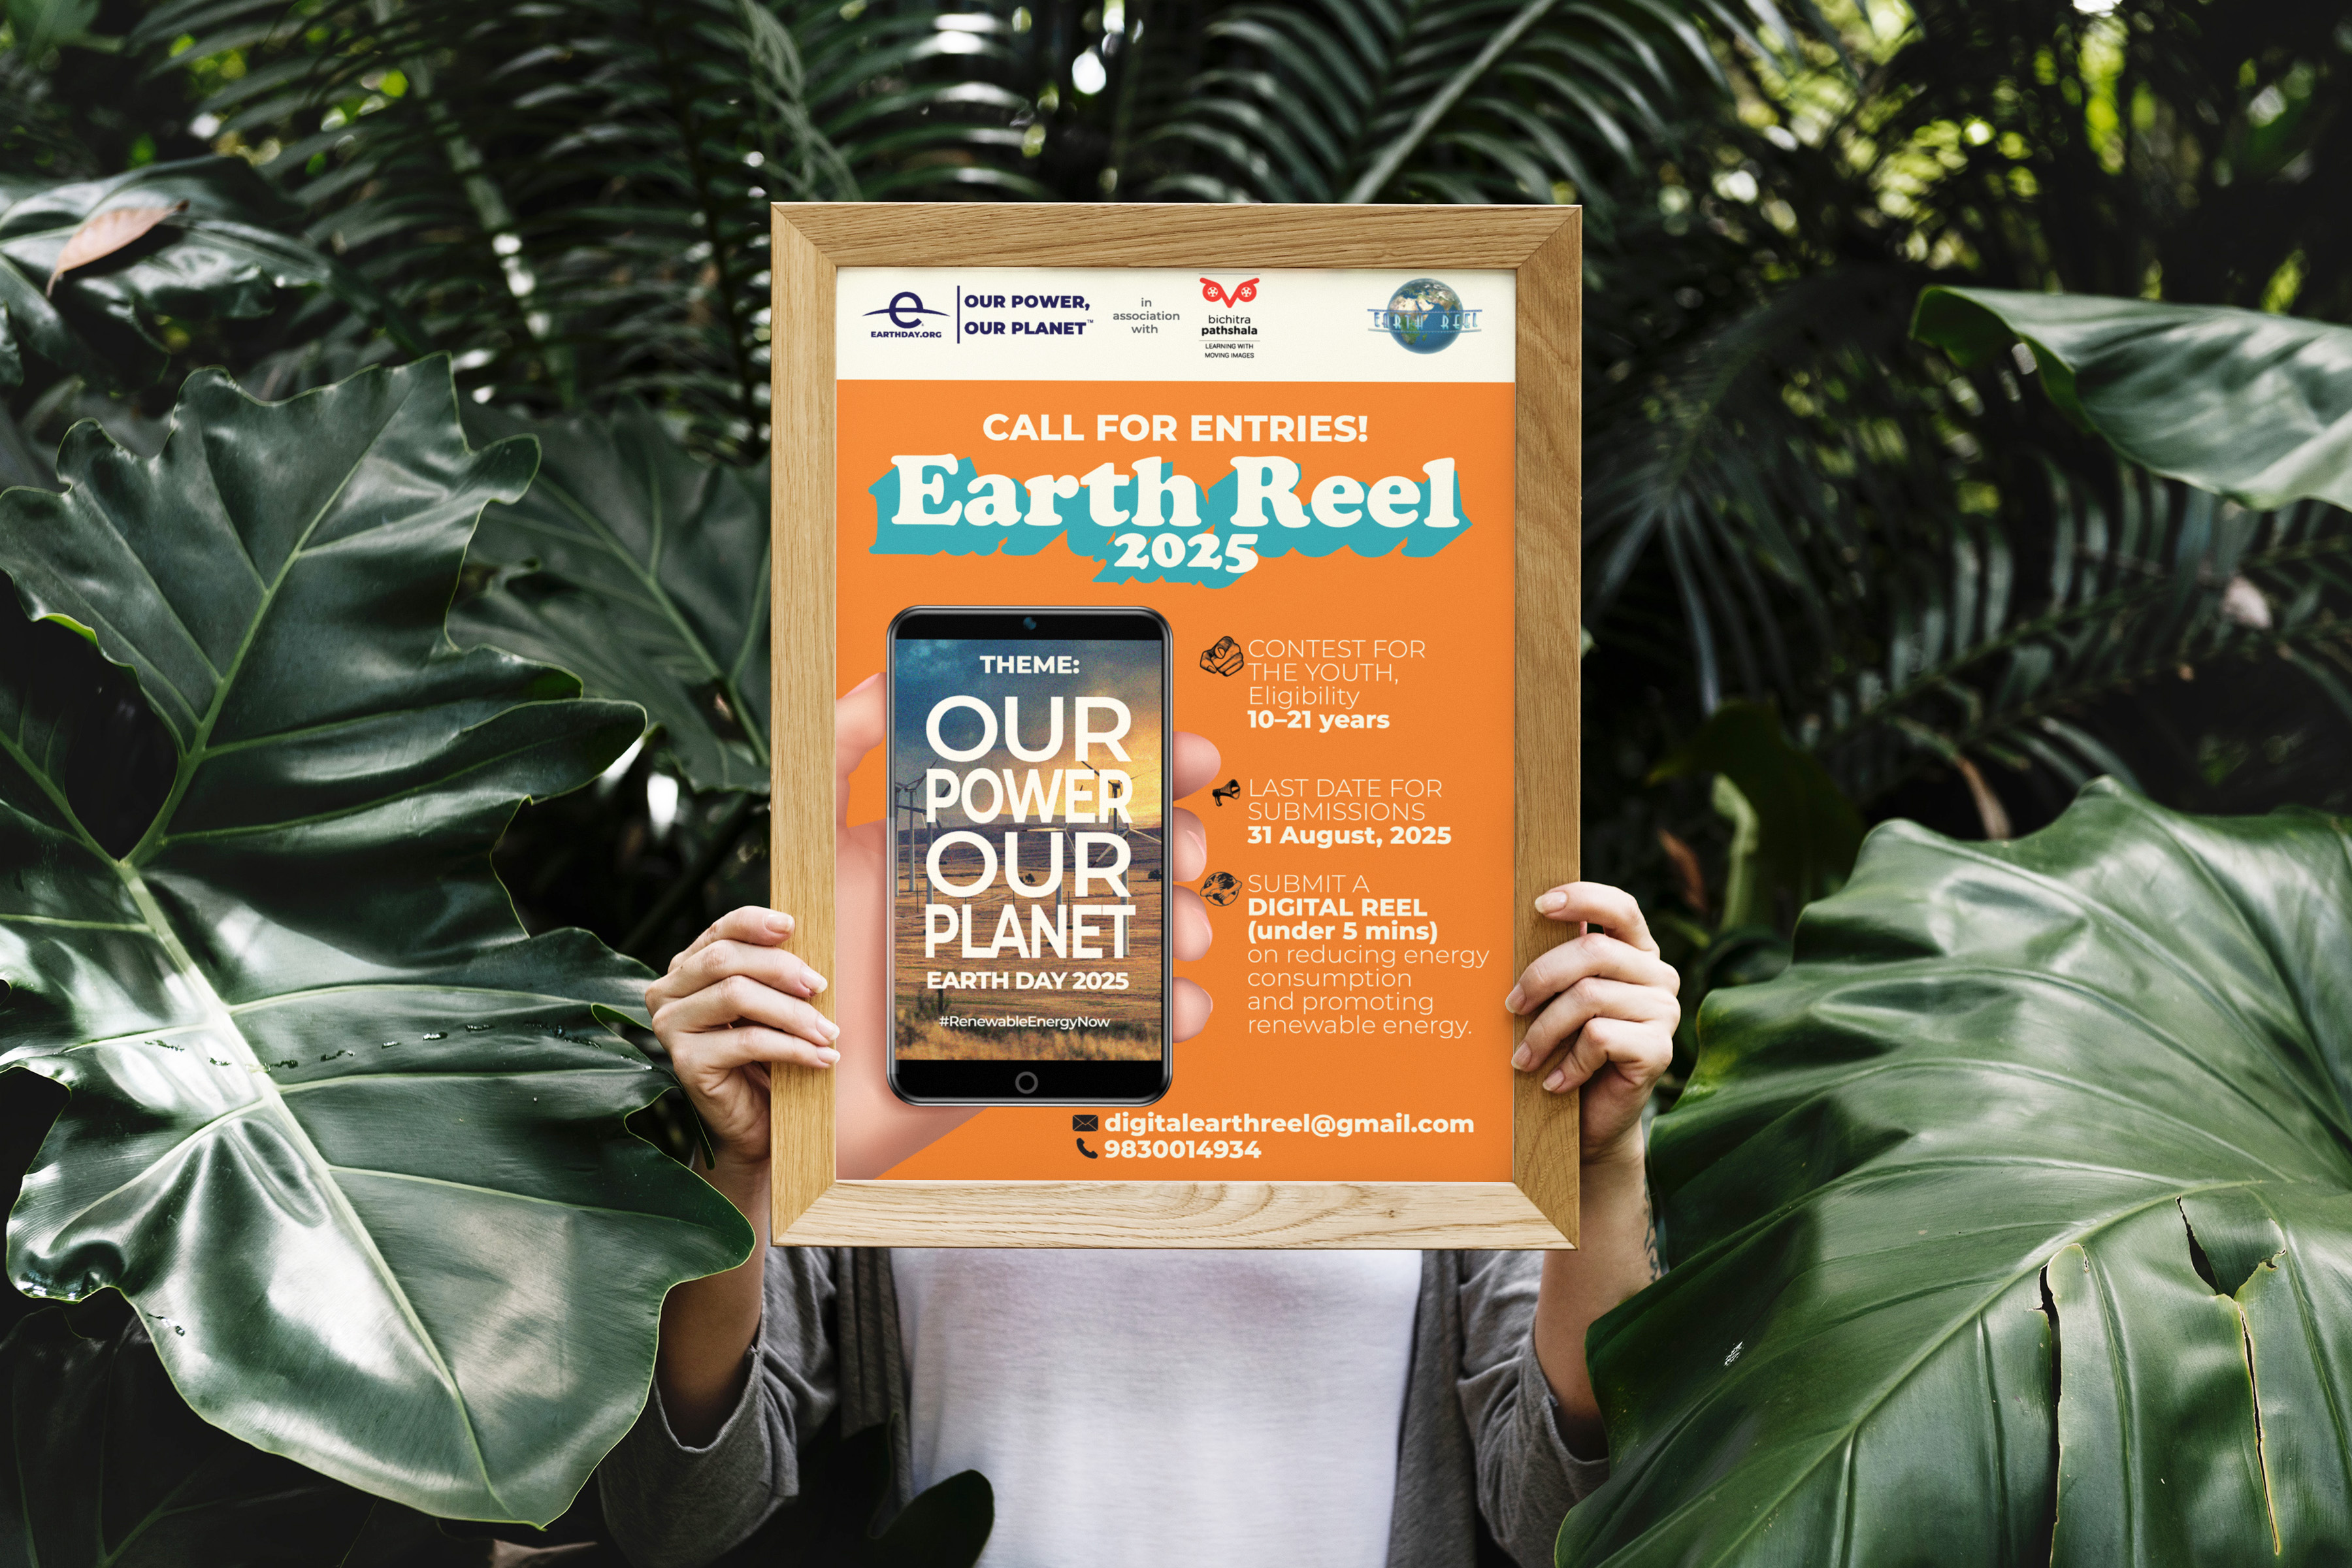 e
EARTHDAY.ORG
OUR POWER,
OUR PLANET™
in
association
with
bichitra
pathshala
LEARNING WITH
MOVING IMAGES
EARTH REEL
CALL FOR ENTRIES!
Earth Reel
2025
THEME:
OUR
POWER
OUR
PLANET
EARTH DAY 2025
#RenewableEnergyNow
CONTEST FOR
THE YOUTH,
Eligibility
10–21 years
LAST DATE FOR
SUBMISSIONS
31 August, 2025
SUBMIT A
DIGITAL REEL
(under 5 mins)
on reducing energy
consumption
and promoting
renewable energy.
digitalearthreel@gmail.com
9830014934